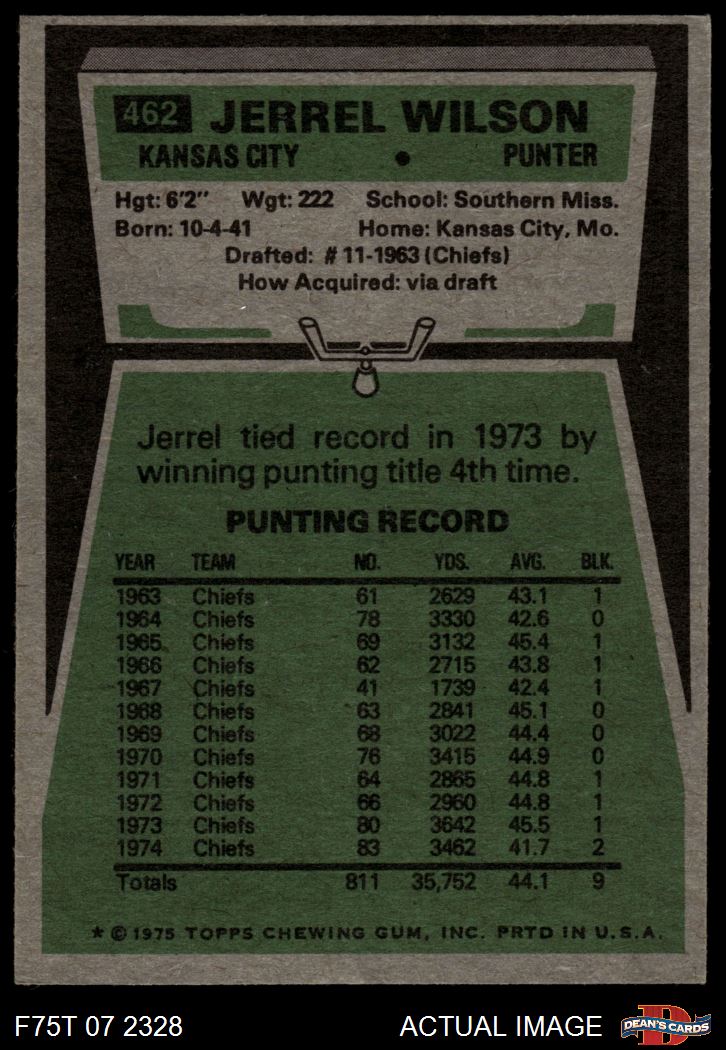 462 JERREL WILSON
KANSAS CITY • PUNTER
Hgt: 6'2" Wgt: 222 School: Southern Miss.
Born: 10-4-41 Home: Kansas City, Mo.
Drafted: #11-1963 (Chiefs)
How Acquired: via draft
Jerrel tied record in 1973 by
winning punting title 4th time.
PUNTING RECORD
YEAR TEAM NO. YDS. AVG. BLK.
1963 Chiefs 61 2629 43.1 1
1964 Chiefs 78 3330 42.6 0
1965 Chiefs 69 3132 45.4 1
1966 Chiefs 62 2715 43.8 1
1967 Chiefs 41 1739 42.4 1
1968 Chiefs 63 2841 45.1 0
1969 Chiefs 68 3022 44.4 0
1970 Chiefs 76 3415 44.9 0
1971 Chiefs 64 2865 44.8 1
1972 Chiefs 66 2960 44.8 1
1973 Chiefs 80 3642 45.5 1
1974 Chiefs 83 3462 41.7 2
Totals 811 35,752 44.1 9
* © 1975 TOPPS CHEWING GUM, INC. PRTD IN U.S.A.
F75T 07 2328 ACTUAL IMAGE D DEAN'S CARDS